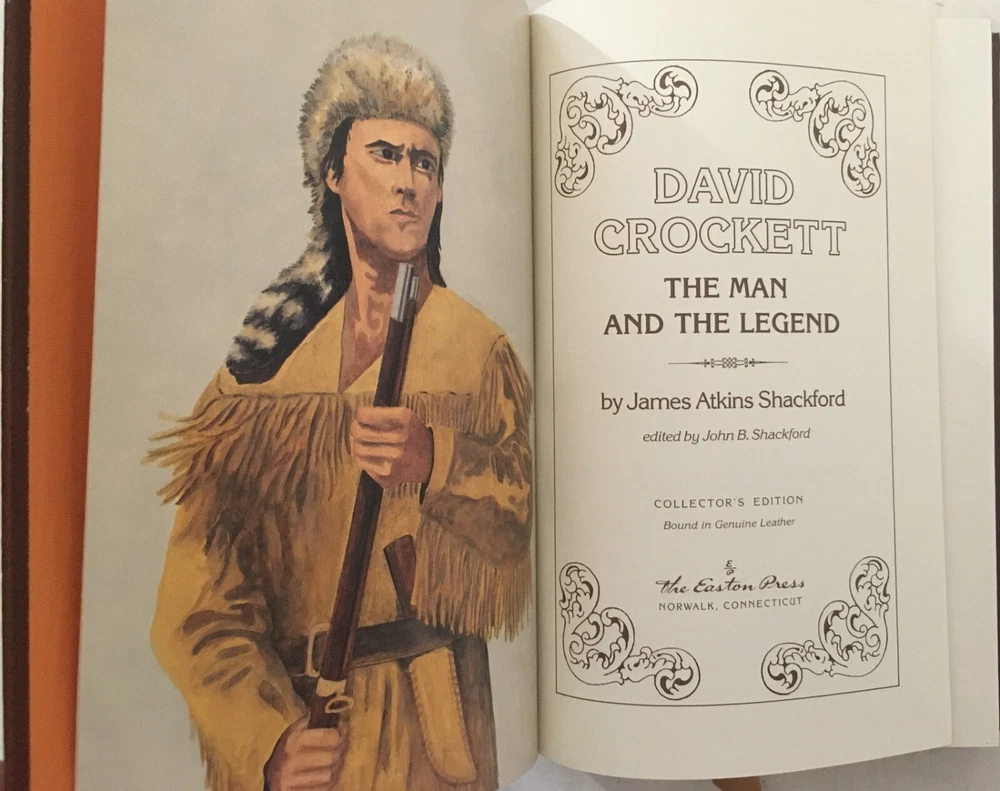 DAVID
CROCKETT
THE MAN
AND THE LEGEND
by James Atkins Shackford
edited by John B. Shackford
COLLECTOR'S EDITION
Bound in Genuine Leather
The Easton Press
NORWALK, CONNECTICUT